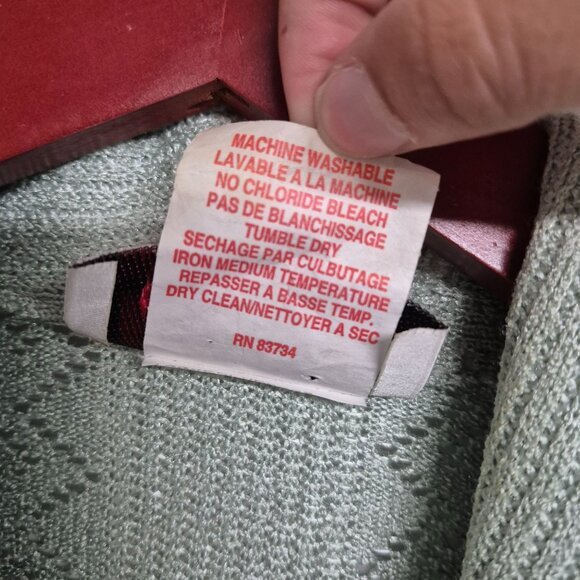 MACHINE WASHABLE
LAVABLE A LA MACHINE
NO CHLORIDE BLEACH
PAS DE BLANCHISSAGE
TUMBLE DRY
SECHAGE PAR CULBUTAGE
IRON MEDIUM TEMPERATURE
REPASSER A BASSE TEMP.
DRY CLEAN/NETTOYER A SEC
RN 83734